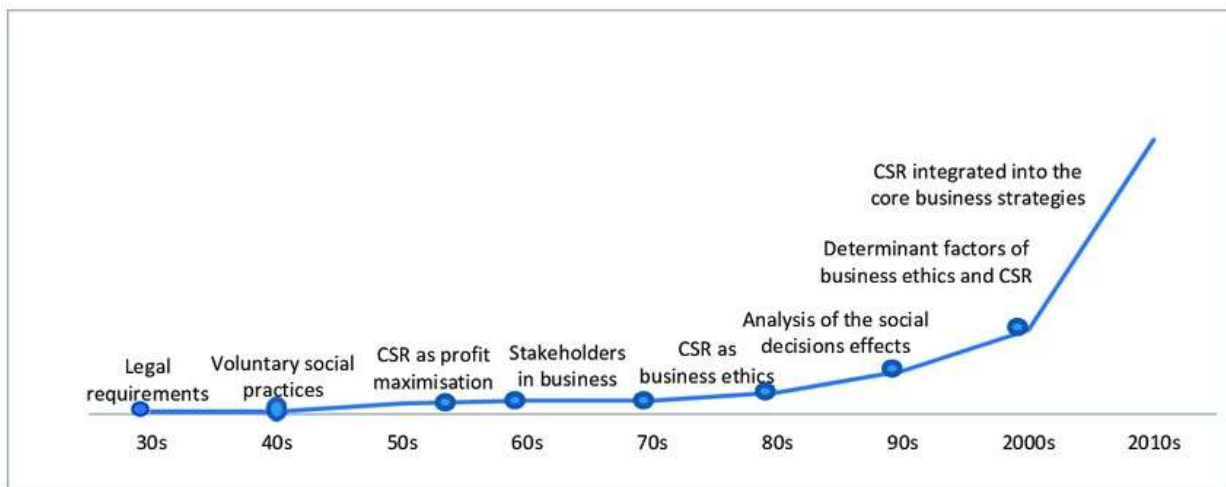 CSR integrated into the
core business strategies
Determinant factors of
business ethics and CSR
Analysis of the social
decisions effects
CSR as
business ethics
Stakeholders
in business
CSR as profit
maximisation
Voluntary social
practices
Legal
requirements
30s 40s 50s 60s 70s 80s 90s 2000s 2010s